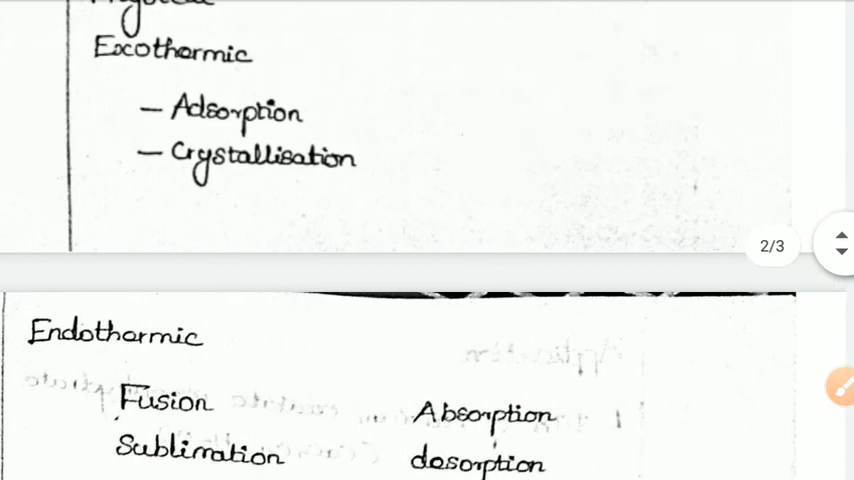 Exothermic
– Adsorption
– Crystallisation
2/3
Endothermic
Fusion Absorption
Sublimation desorption